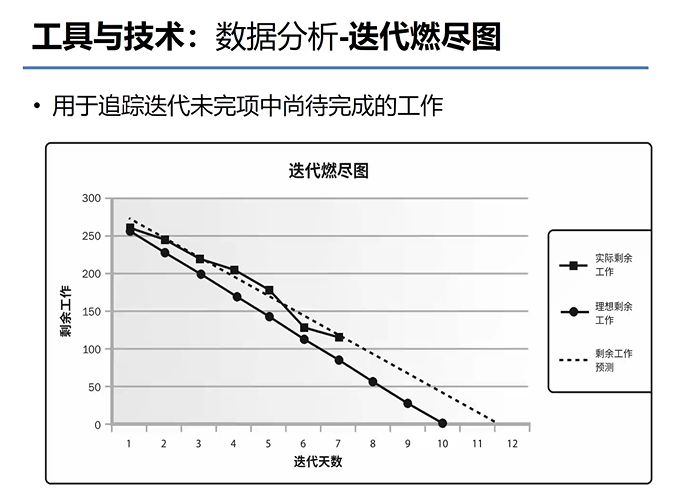 工具与技术：数据分析-迭代燃尽图
• 用于追踪迭代未完项中尚待完成的工作
迭代燃尽图
300
250
200
150
100
50
0
剩余工作
1 2 3 4 5 6 7 8 9 10 11 12
迭代天数
实际剩余
工作
理想剩余
工作
剩余工作
预测